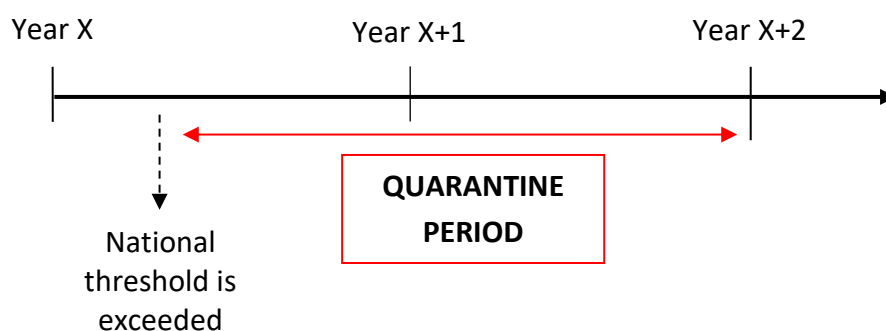 Year X
Year X+1
Year X+2
QUARANTINE
PERIOD
National
threshold is
exceeded